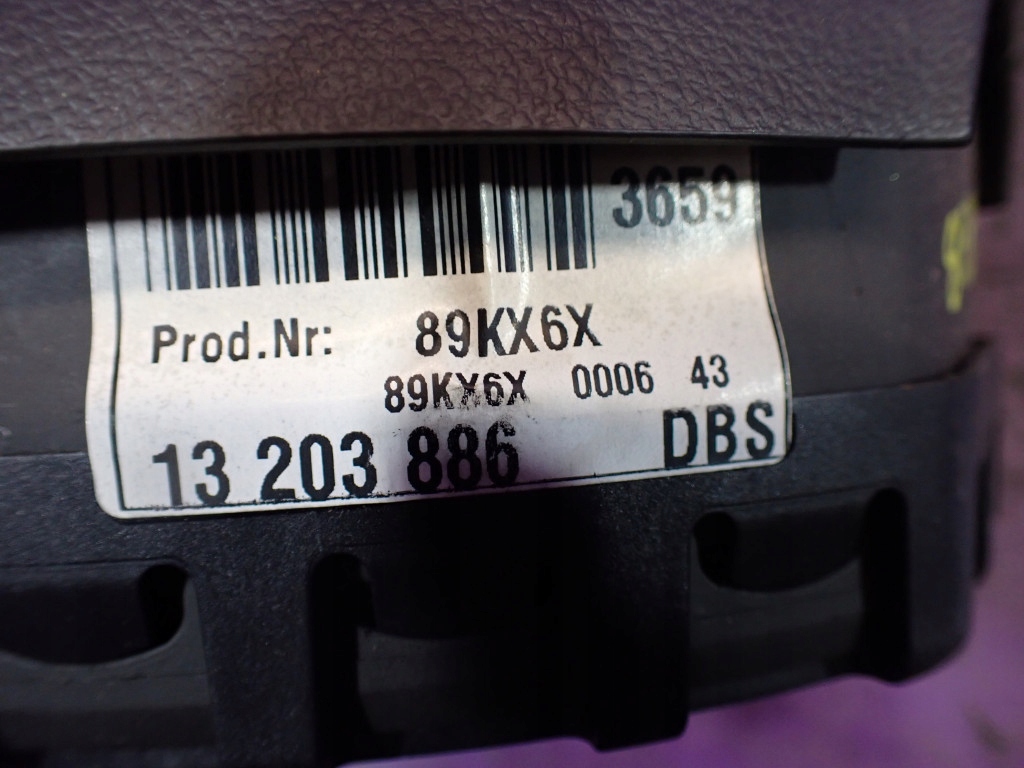 3659
Prod.Nr: 89KX6X
89KX6X 0006 43
13 203 886 DBS